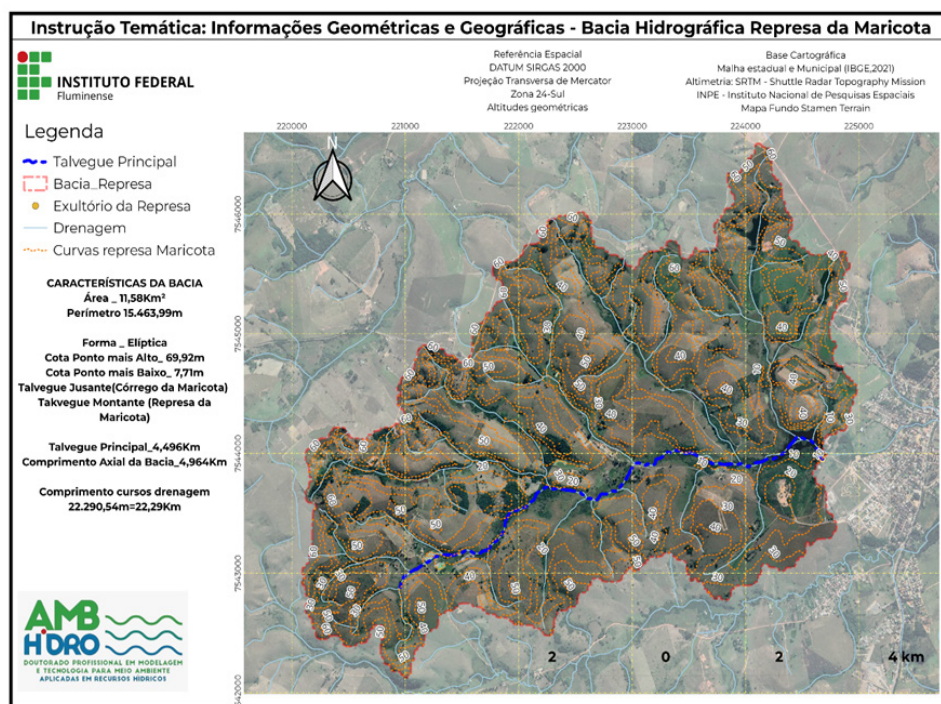 Instrução Temática: Informações Geométricas e Geográficas - Bacia Hidrográfica Represa da Maricota
INSTITUTO FEDERAL
Fluminense
Referência Espacial
DATUM SIRGAS 2000
Projeção Transversa de Mercator
Zona 24-Sul
Altitudes geométricas
Base Cartográfica
Malha estadual e Municipal (IBGE,2021)
Altimetria: SRTM - Shuttle Radar Topography Mission
INPE - Instituto Nacional de Pesquisas Espaciais
Mapa Fundo Stamen Terrain
Legenda
Talvegue Principal
Bacia_Represa
Exultório da Represa
Drenagem
Curvas represa Maricota
CARACTERÍSTICAS DA BACIA
Área _ 11,58Km²
Perímetro 15.463,99m
Forma _ Elíptica
Cota Ponto mais Alto_ 69,92m
Cota Ponto mais Baixo_ 7,71m
Talvegue Jusante(Córrego da Maricota)
Takvegue Montante (Represa da
Maricota)
Talvegue Principal_4,496Km
Comprimento Axial da Bacia_4,964Km
Comprimento cursos drenagem
22.290,54m=22,29Km
AMB
HIDRO
DOUTORADO PROFISSIONAL EM MODELAGEM
E TECNOLOGIA PARA MEIO AMBIENTE
APLICADAS EM RECURSOS HÍDRICOS
220000 221000 222000 223000 224000 225000
N
7546000
7545000
7544000
7543000
2 0 2 4 km
220000 221000 222000 223000 224000 225000